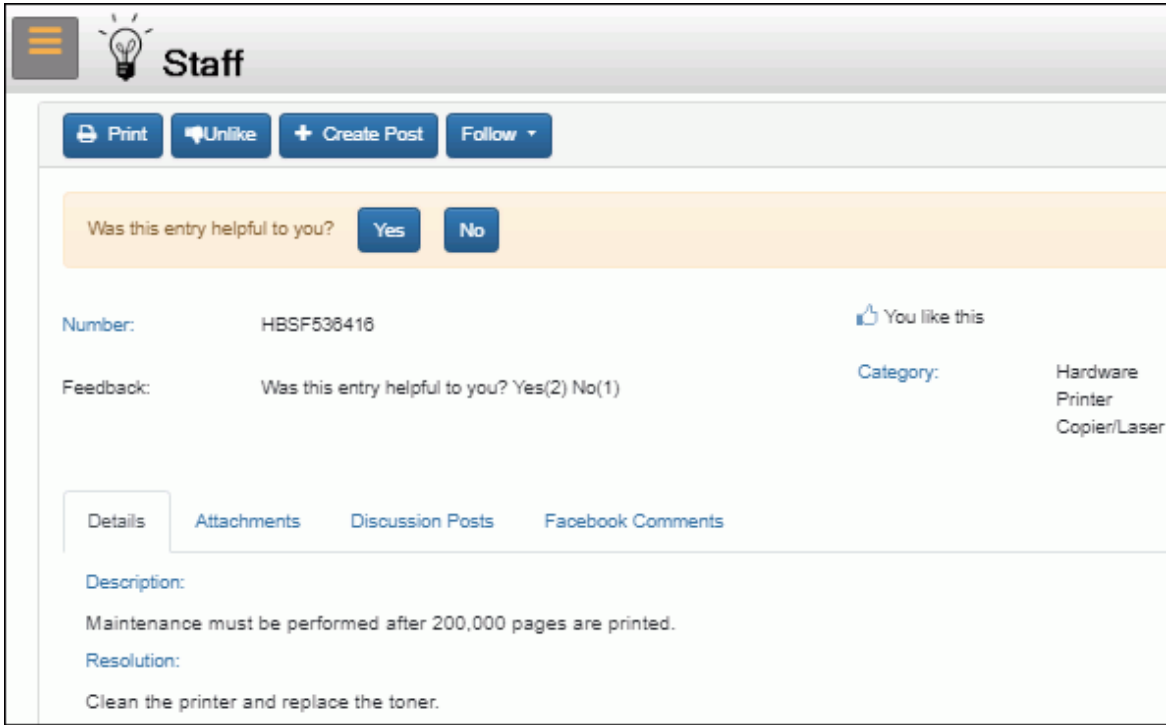 Staff
Print Unlike + Create Post Follow
Was this entry helpful to you? Yes No
Number: HBSF536416 You like this
Feedback: Was this entry helpful to you? Yes(2) No(1) Category: Hardware
Printer
Copier/Laser
Details Attachments Discussion Posts Facebook Comments
Description:
Maintenance must be performed after 200,000 pages are printed.
Resolution:
Clean the printer and replace the toner.